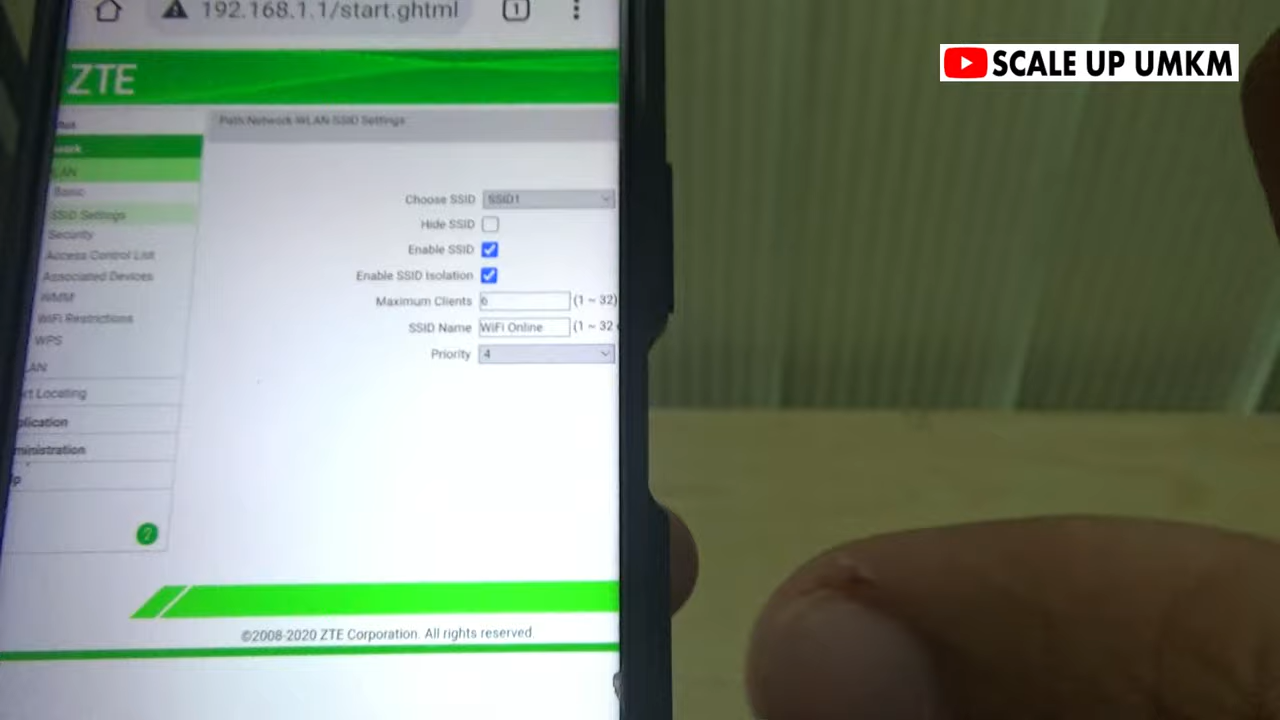 192.168.1.1/start.ghtml
1
SCALE UP UMKM
ZTE
Path:Network-WLAN-SSID Settings
Basic
SSID Settings
Security
Access Control List
Associated Devices
WMM
WiFi Restrictions
WPS
Choose SSID SSID1
Hide SSID
Enable SSID
Enable SSID Isolation
Maximum Clients 6 (1 ~ 32)
SSID Name WiFi Online (1 ~ 32
Priority 4
?
©2008-2020 ZTE Corporation. All rights reserved.